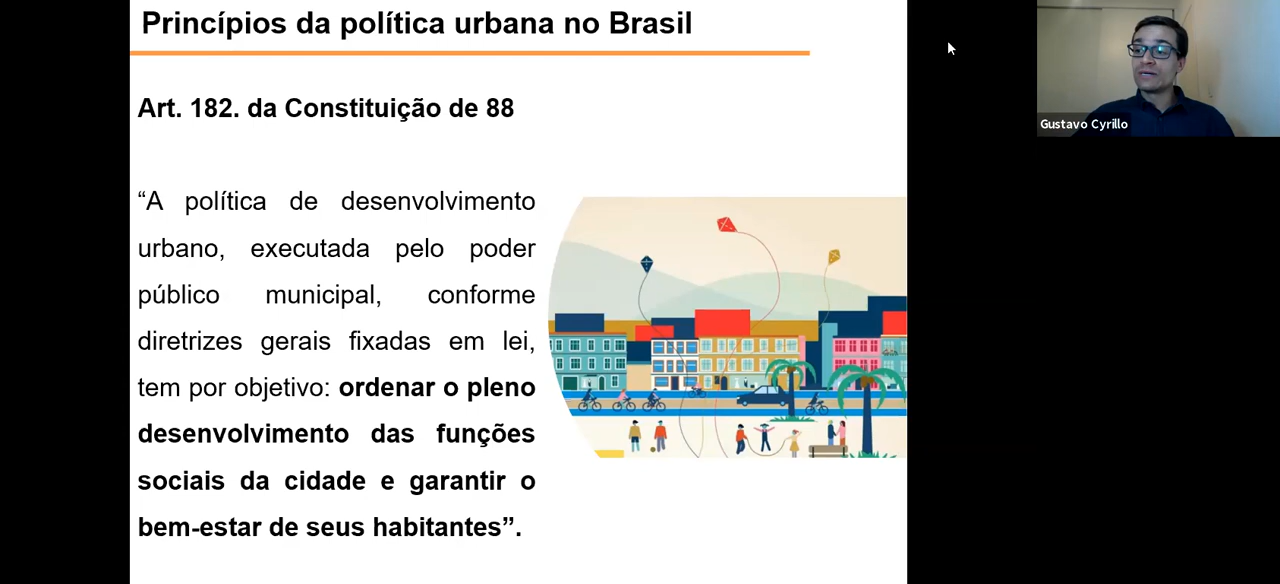 Princípios da política urbana no Brasil
Art. 182. da Constituição de 88
“A política de desenvolvimento
urbano, executada pelo poder
público municipal, conforme
diretrizes gerais fixadas em lei,
tem por objetivo: ordenar o pleno
desenvolvimento das funções
sociais da cidade e garantir o
bem-estar de seus habitantes”.
Gustavo Cyrillo